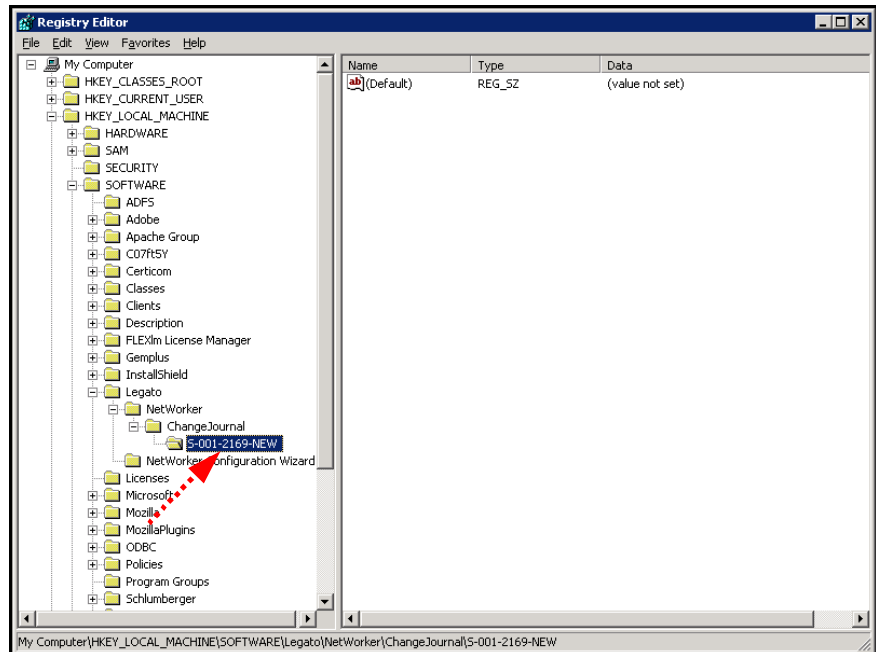 Registry Editor
File Edit View Favorites Help
My Computer
HKEY_CLASSES_ROOT
HKEY_CURRENT_USER
HKEY_LOCAL_MACHINE
HARDWARE
SAM
SECURITY
SOFTWARE
ADFS
Adobe
Apache Group
C07ft5Y
Certicom
Classes
Clients
Description
FLEXlm License Manager
Gemplus
InstallShield
Legato
NetWorker
ChangeJournal
S-001-2169-NEW
NetWorker Configuration Wizard
Licenses
Microsoft
Mozilla
MozillaPlugins
ODBC
Policies
Program Groups
Schlumberger
Name Type Data
ab (Default) REG_SZ (value not set)
My Computer\HKEY_LOCAL_MACHINE\SOFTWARE\Legato\NetWorker\ChangeJournal\S-001-2169-NEW